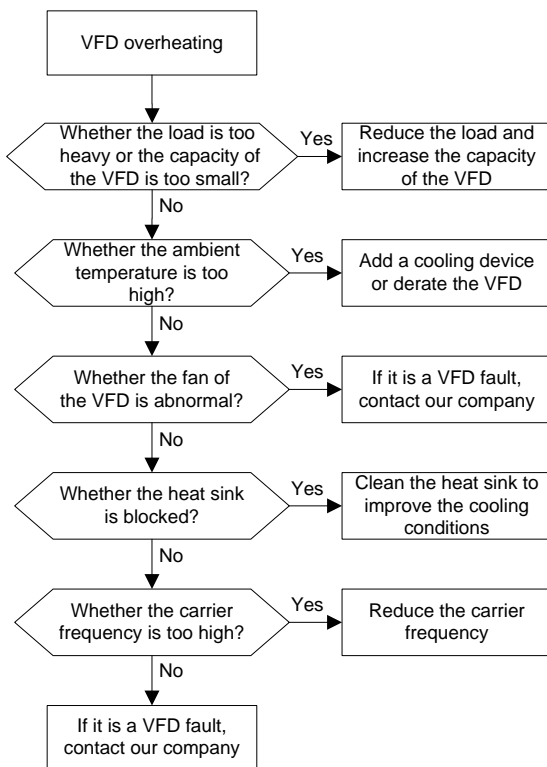 VFD overheating
Whether the load is too
heavy or the capacity of
the VFD is too small?
Yes
Reduce the load and
increase the capacity
of the VFD
No
Whether the ambient
temperature is too
high?
Yes
Add a cooling device
or derate the VFD
No
Whether the fan of
the VFD is abnormal?
Yes
If it is a VFD fault,
contact our company
No
Whether the heat sink
is blocked?
Yes
Clean the heat sink to
improve the cooling
conditions
No
Whether the carrier
frequency is too high?
Yes
Reduce the carrier
frequency
No
If it is a VFD fault,
contact our company